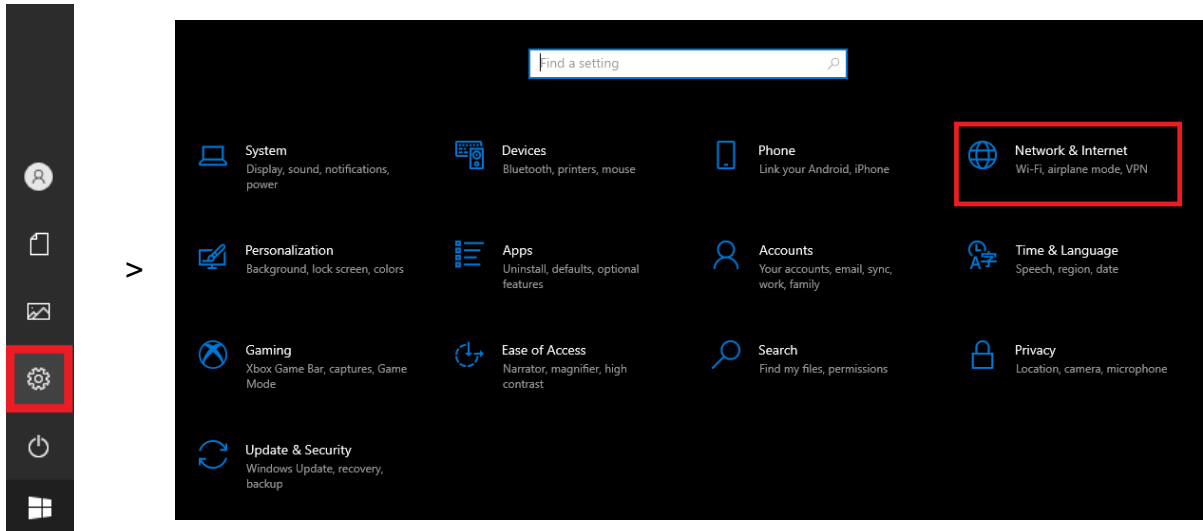 >
Find a setting
System
Display, sound, notifications,
power
Devices
Bluetooth, printers, mouse
Phone
Link your Android, iPhone
Network & Internet
Wi-Fi, airplane mode, VPN
Personalization
Background, lock screen, colors
Apps
Uninstall, defaults, optional
features
Accounts
Your accounts, email, sync,
work, family
Time & Language
Speech, region, date
Gaming
Xbox Game Bar, captures, Game
Mode
Ease of Access
Narrator, magnifier, high
contrast
Search
Find my files, permissions
Privacy
Location, camera, microphone
Update & Security
Windows Update, recovery,
backup